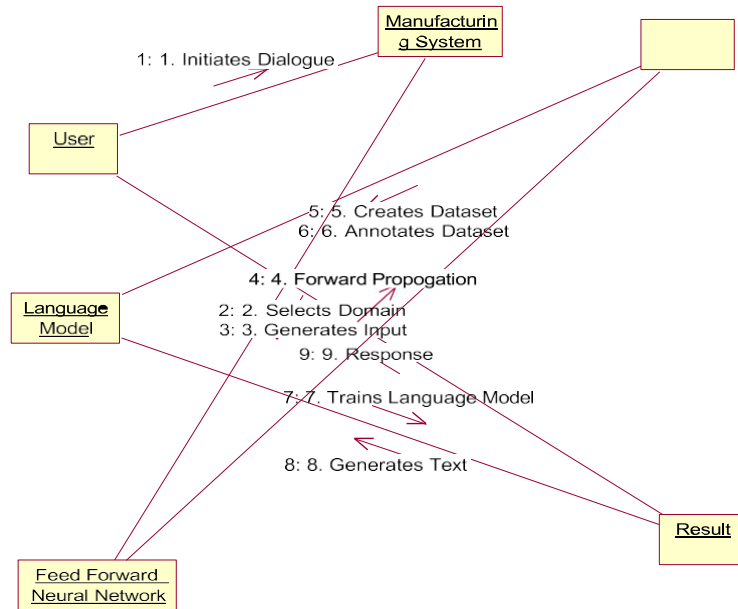 Manufacturin
g System
1: 1. Initiates Dialogue
User
5: 5. Creates Dataset
6: 6. Annotates Dataset
4: 4. Forward Propogation
Language
Model
2: 2. Selects Domain
3: 3. Generates Input
9: 9. Response
7: 7. Trains Language Model
8: 8. Generates Text
Result
Feed Forward
Neural Network